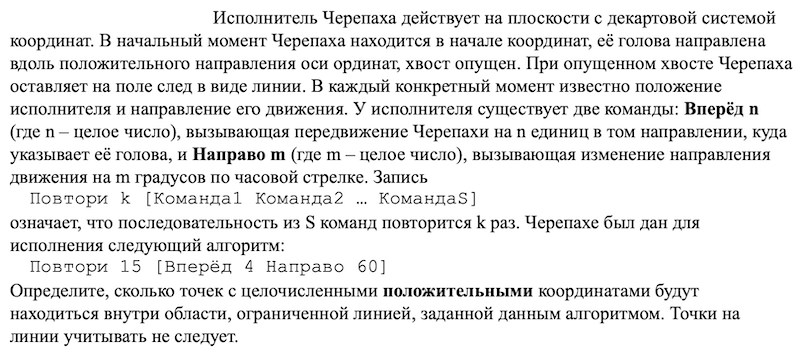 Исполнитель Черепаха действует на плоскости с декартовой системой
координат. В начальный момент Черепаха находится в начале координат, её голова направлена
вдоль положительного направления оси ординат, хвост опущен. При опущенном хвосте Черепаха
оставляет на поле след в виде линии. В каждый конкретный момент известно положение
исполнителя и направление его движения. У исполнителя существует две команды: Вперёд n
(где n – целое число), вызывающая передвижение Черепахи на n единиц в том направлении, куда
указывает её голова, и Направо m (где m – целое число), вызывающая изменение направления
движения на m градусов по часовой стрелке. Запись
Повтори k [Команда1 Команда2 … КомандаS]
означает, что последовательность из S команд повторится k раз. Черепахе был дан для
исполнения следующий алгоритм:
Повтори 15 [Вперёд 4 Направо 60]
Определите, сколько точек с целочисленными положительными координатами будут
находиться внутри области, ограниченной линией, заданной данным алгоритмом. Точки на
линии учитывать не следует.